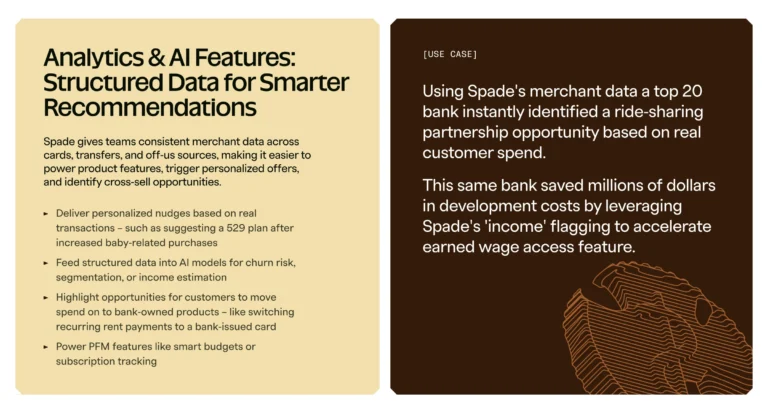 Analytics & AI Features:
Structured Data for Smarter
Recommendations
Spade gives teams consistent merchant data across
cards, transfers, and off-us sources, making it easier to
power product features, trigger personalized offers,
and identify cross-sell opportunities.
► Deliver personalized nudges based on real
transactions – such as suggesting a 529 plan after
increased baby-related purchases
► Feed structured data into AI models for churn risk,
segmentation, or income estimation
► Highlight opportunities for customers to move
spend on to bank-owned products – like switching
recurring rent payments to a bank-issued card
► Power PFM features like smart budgets or
subscription tracking
[USE CASE]
Using Spade's merchant data a top 20
bank instantly identified a ride-sharing
partnership opportunity based on real
customer spend.
This same bank saved millions of dollars
in development costs by leveraging
Spade's 'income' flagging to accelerate
earned wage access feature.